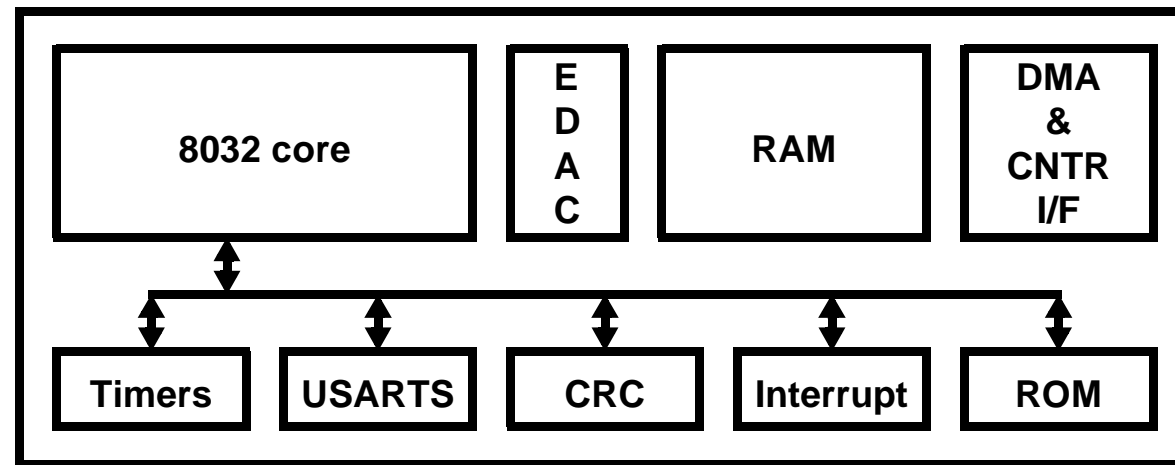 8032 core
E
D
A
C
RAM
DMA
&
CNTR
I/F
Timers
USARTS
CRC
Interrupt
ROM